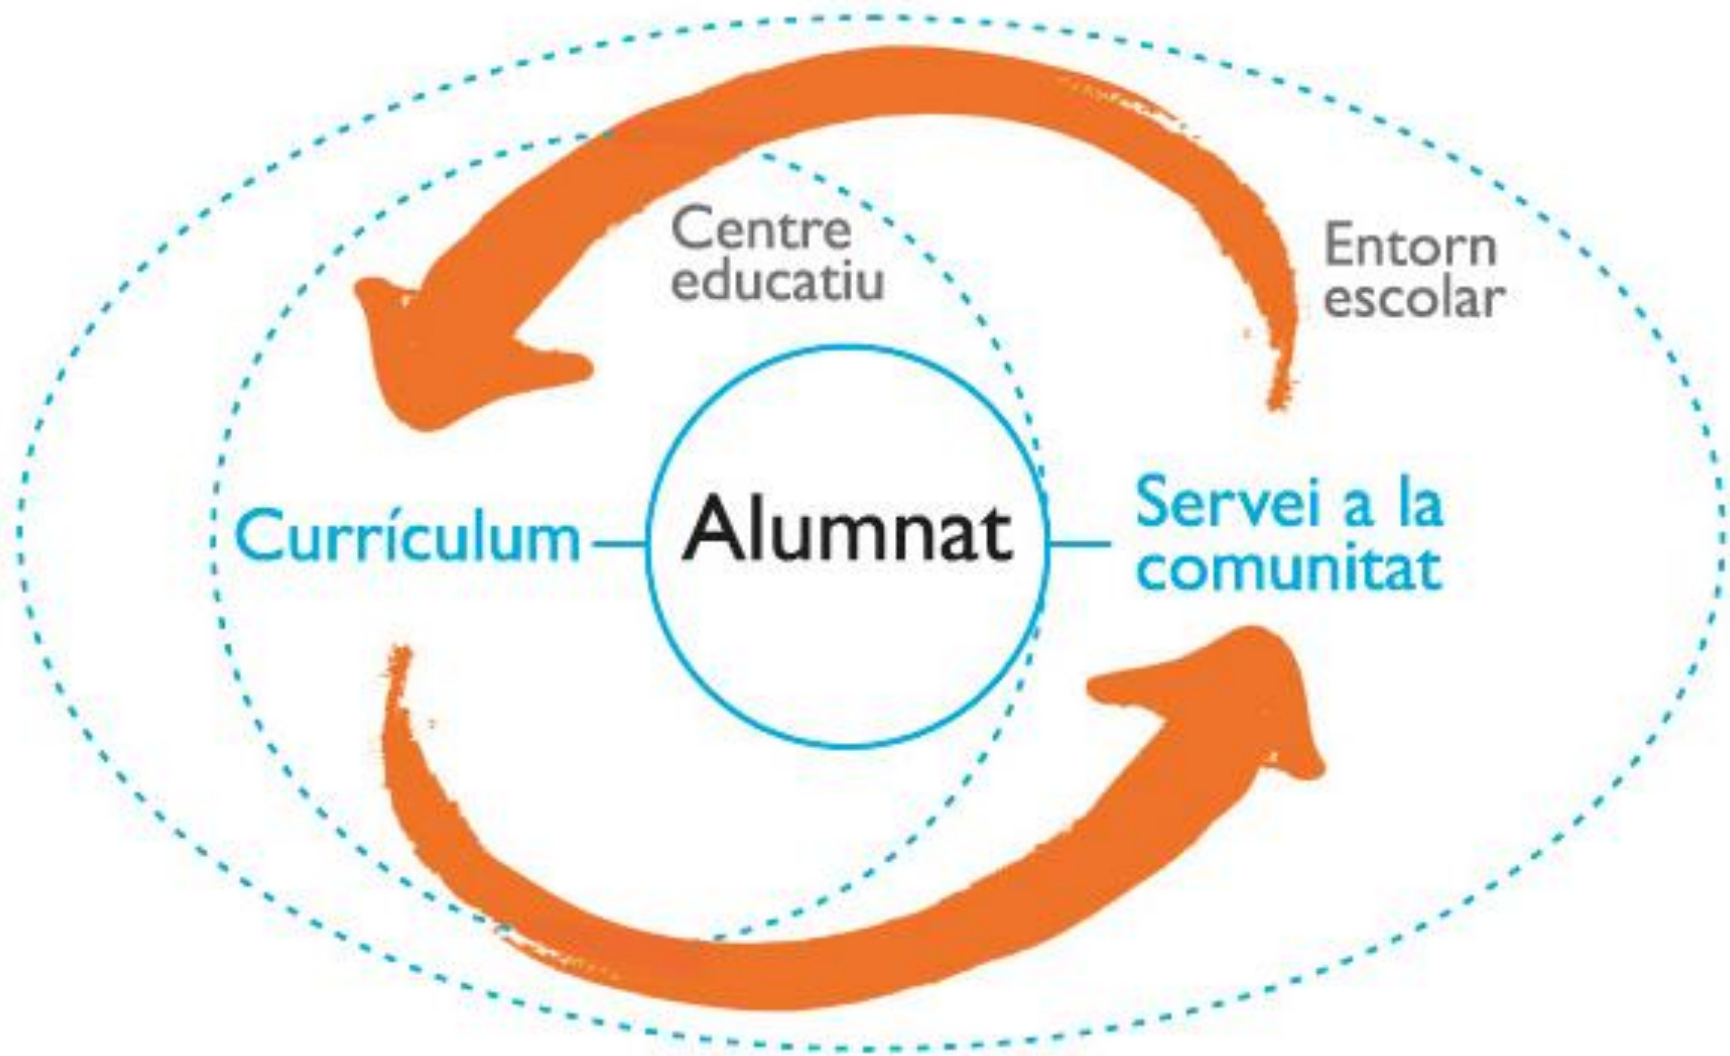 Centre
educatiu
Entorn
escolar
Currículum
Alumnat
Servei a la
comunitat